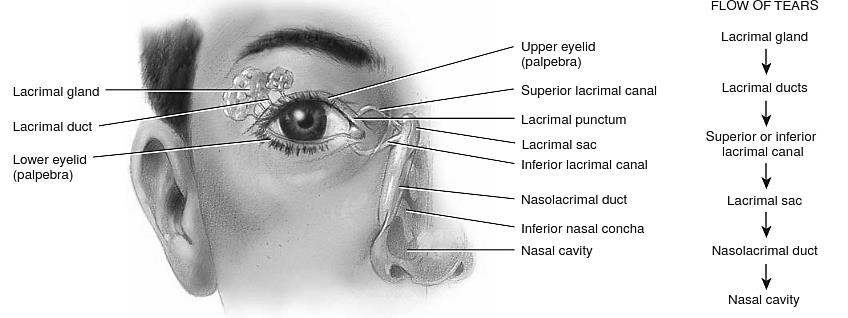 Lacrimal gland
Lacrimal duct
Lower eyelid
(palpebra)
Upper eyelid
(palpebra)
Superior lacrimal canal
Lacrimal punctum
Lacrimal sac
Inferior lacrimal canal
Nasolacrimal duct
Inferior nasal concha
Nasal cavity
FLOW OF TEARS
Lacrimal gland
Lacrimal ducts
Superior or inferior
lacrimal canal
Lacrimal sac
Nasolacrimal duct
Nasal cavity